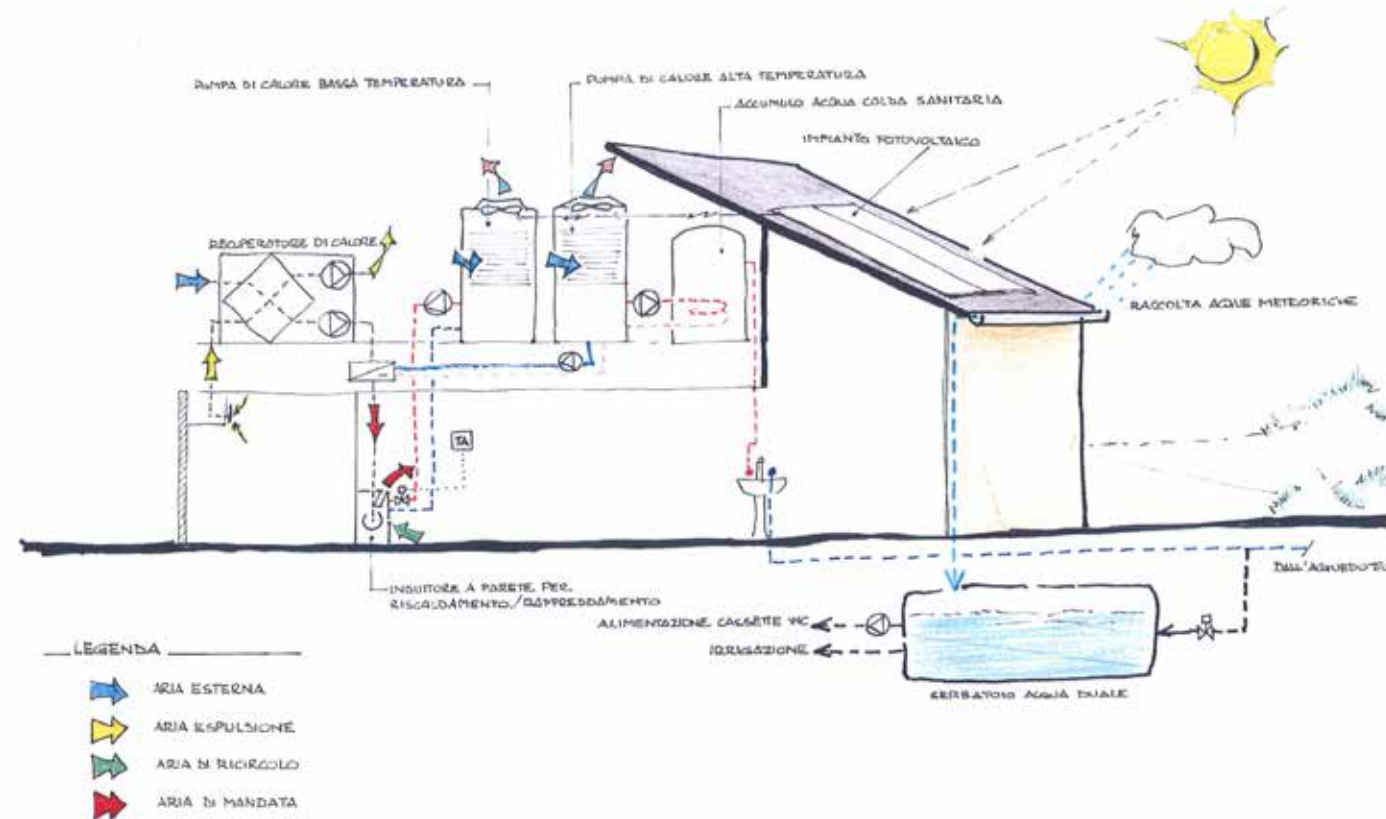 POMPA DI CALORE BASSA TEMPERATURA
POMPA DI CALORE ALTA TEMPERATURA
ACCUMULO ACQUA CALDA SANITARIA
IMPIANTO FOTOVOLTAICO
RECUPERATORE DI CALORE
RACCOLTA ACQUE METEORICHE
TA
DALL'ACQUEDOTT
INDUTTORE A PARETE PER
RISCALDAMENTO/RAFFREDDAMENTO
ALIMENTAZIONE CASSETTE WC
IRRIGAZIONE
SERBATOIO ACQUA DUALE
LEGENDA
ARIA ESTERNA
ARIA ESPULSIONE
ARIA DI RICIRCOLO
ARIA DI MANDATA